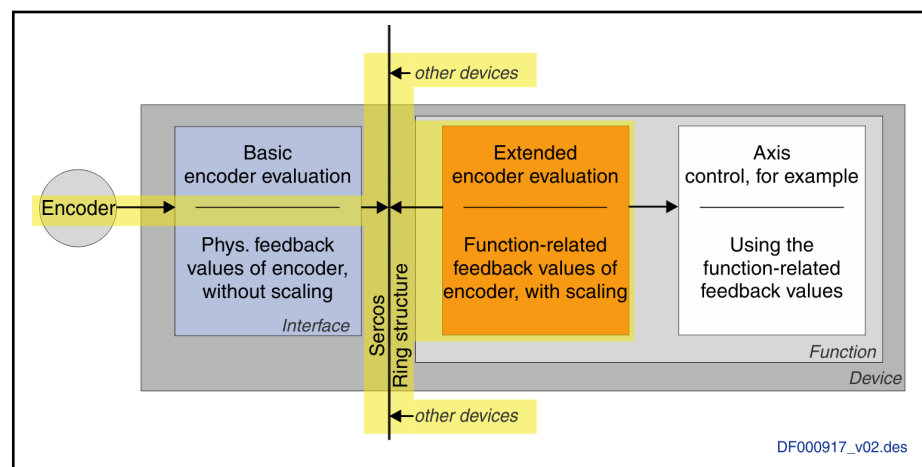 other devices
Basic
encoder evaluation
Extended
encoder evaluation
Axis
control, for example
Encoder
Phys. feedback
values of encoder,
without scaling
Function-related
feedback values of
encoder, with scaling
Using the
function-related
feedback values
Interface
Sercos
Ring structure
Function
Device
other devices
DF000917_v02.des